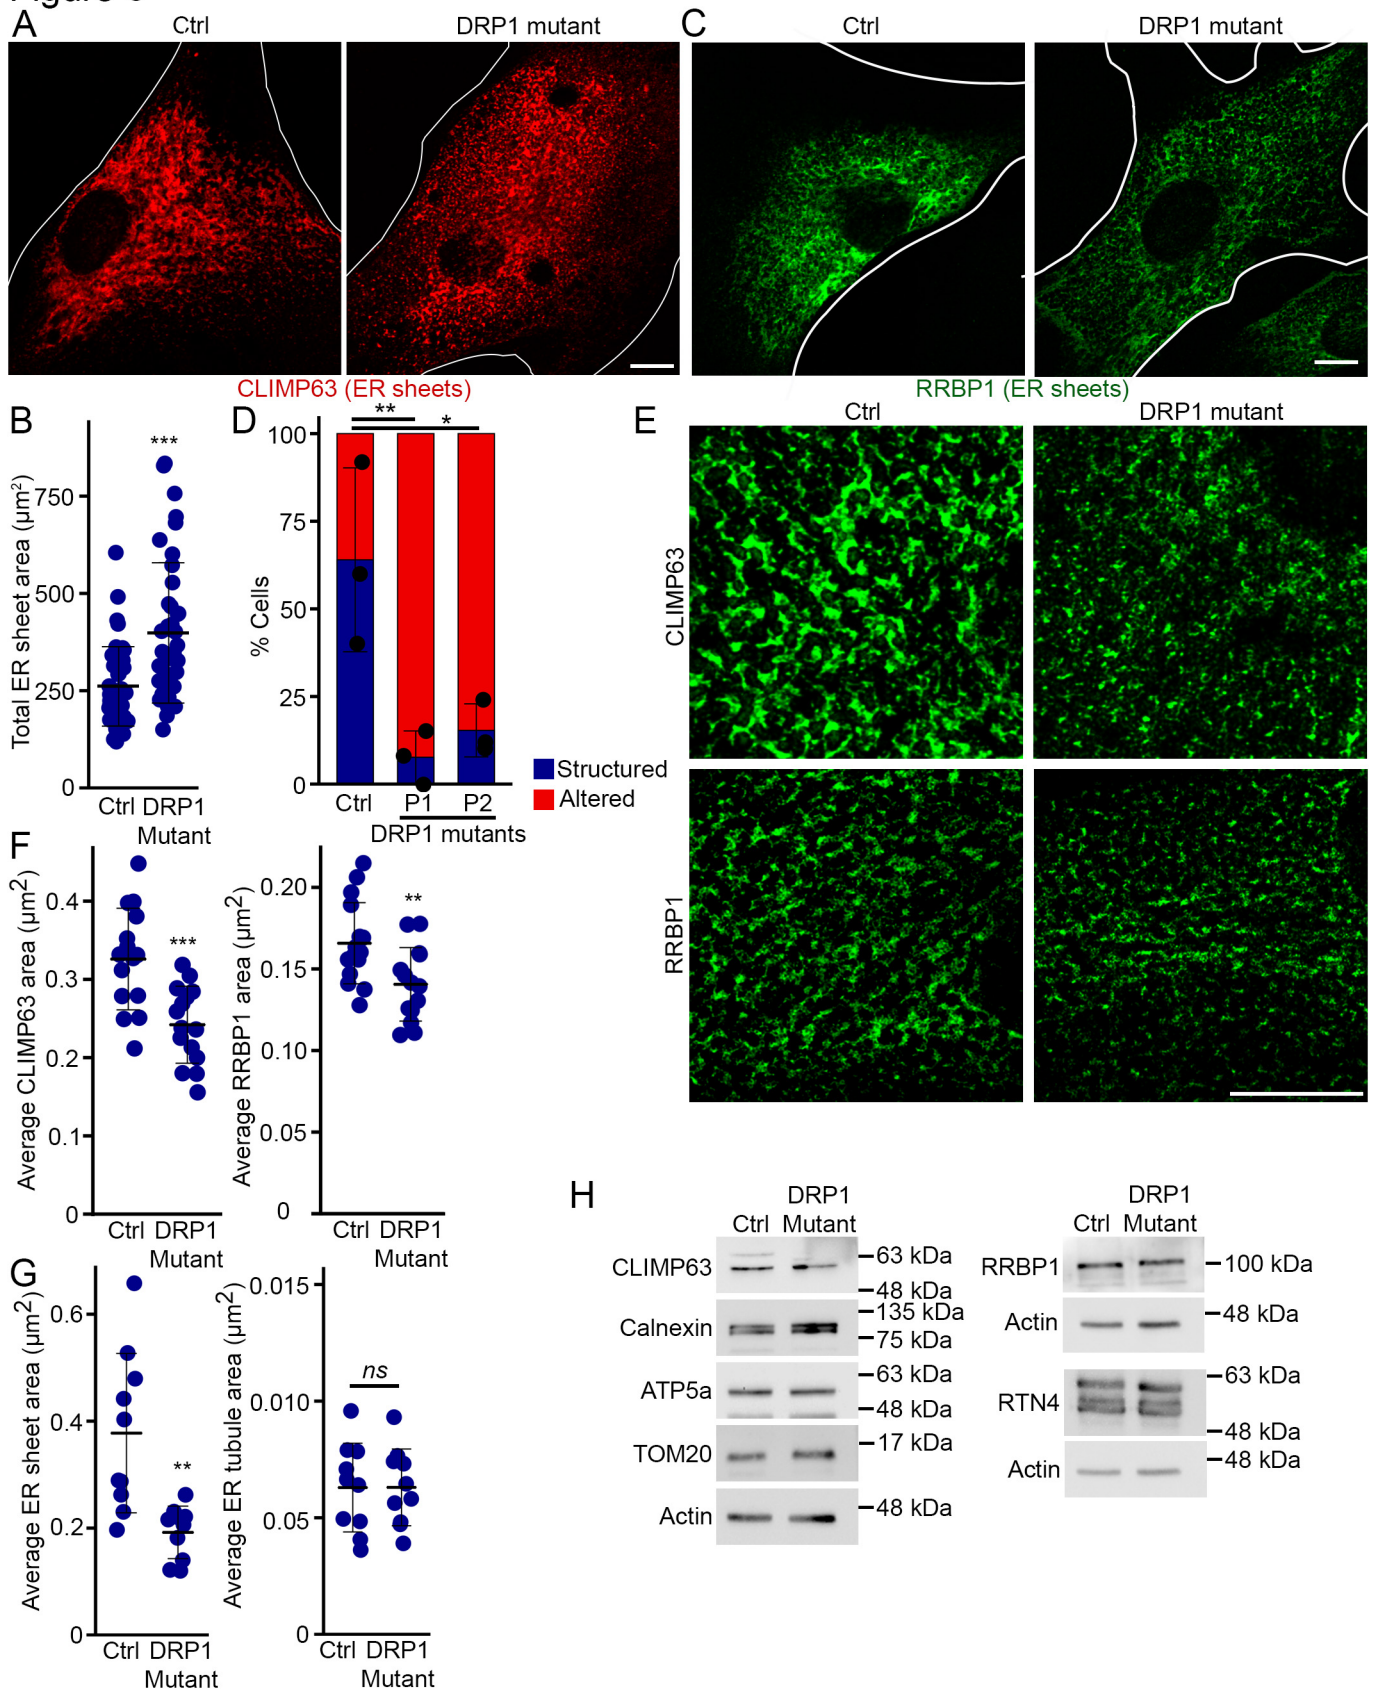 A
Ctrl
DRP1 mutant
C
Ctrl
DRP1 mutant
CLIMP63 (ER sheets)
RRBP1 (ER sheets)
B
Total ER sheet area (µm²)
***
750
500
250
0
Ctrl DRP1
Mutant
D
% Cells
**
*
100
75
50
25
0
Ctrl
P1
P2
DRP1 mutants
Structured
Altered
E
Ctrl
DRP1 mutant
CLIMP63
RRBP1
F
Average CLIMP63 area (µm²)
***
0.4
0.3
0.2
0.1
0
Ctrl DRP1
Mutant
Average RRBP1 area (µm²)
**
0.20
0.15
0.10
0.05
0
Ctrl DRP1
Mutant
G
Average ER sheet area (µm²)
**
0.6
0.4
0.2
0
Ctrl DRP1
Mutant
Average ER tubule area (µm²)
ns
0.015
0.010
0.05
0
Ctrl DRP1
Mutant
H
DRP1
Ctrl Mutant
CLIMP63
63 kDa
48 kDa
Calnexin
135 kDa
75 kDa
ATP5a
63 kDa
48 kDa
TOM20
17 kDa
Actin
48 kDa
DRP1
Ctrl Mutant
RRBP1
100 kDa
Actin
48 kDa
RTN4
63 kDa
48 kDa
Actin
48 kDa